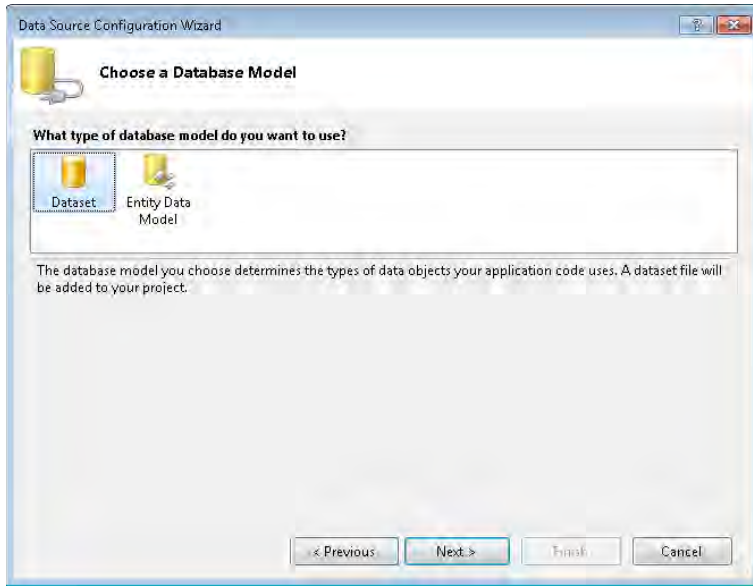 Data Source Configuration Wizard
Choose a Database Model
What type of database model do you want to use?
Dataset
Entity Data
Model
The database model you choose determines the types of data objects your application code uses. A dataset file will
be added to your project.
< Previous
Next >
Finish
Cancel